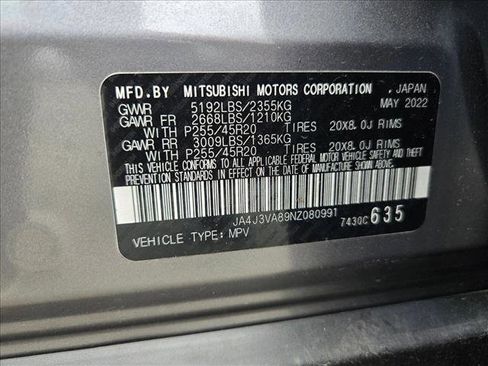 MFD.BY MITSUBISHI MOTORS CORPORATION , JAPAN
GVWR 5192LBS/2355KG MAY 2022
GAWR FR 2668LBS/1210KG
WITH P255/45R20 TIRES 20X8.0J RIMS
GAWR RR 3009LBS/1365KG
WITH P255/45R20 TIRES 20X8.0J RIMS
THIS VEHICLE CONFORMS TO ALL APPLICABLE FEDERAL MOTOR VEHICLE SAFETY AND THEFT
PREVENTION STANDARDS IN EFFECT ON THE DATE OF MANUFACTURE SHOWN ABOVE.
JA4J3VA89NZ080991
7430C 635
VEHICLE TYPE: MPV